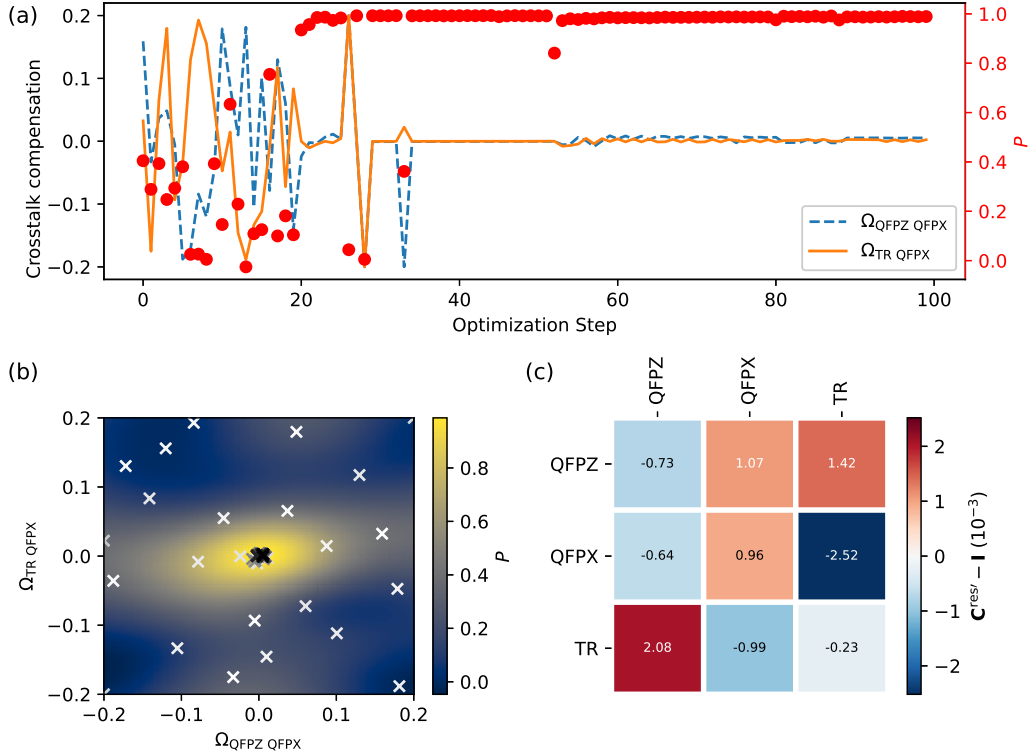 (a)
0.2
0.1
0.0
−0.1
−0.2
Crosstalk compensation
1.0
0.8
0.6
0.4
0.2
0.0
P
Ω_QFPZ QFPX
Ω_TR QFPX
0 20 40 60 80 100
Optimization Step
(b)
0.2
0.1
0.0
−0.1
−0.2
Ω_TR QFPX
−0.2 −0.1 0.0 0.1 0.2
Ω_QFPZ QFPX
0.8
0.6
0.4
0.2
0.0
P
(c)
QFPZ QFPX TR
QFPZ -0.73 1.07 1.42
QFPX -0.64 0.96 -2.52
TR 2.08 -0.99 -0.23
2
1
0
−1
−2
C^res′ − I (10^−3)